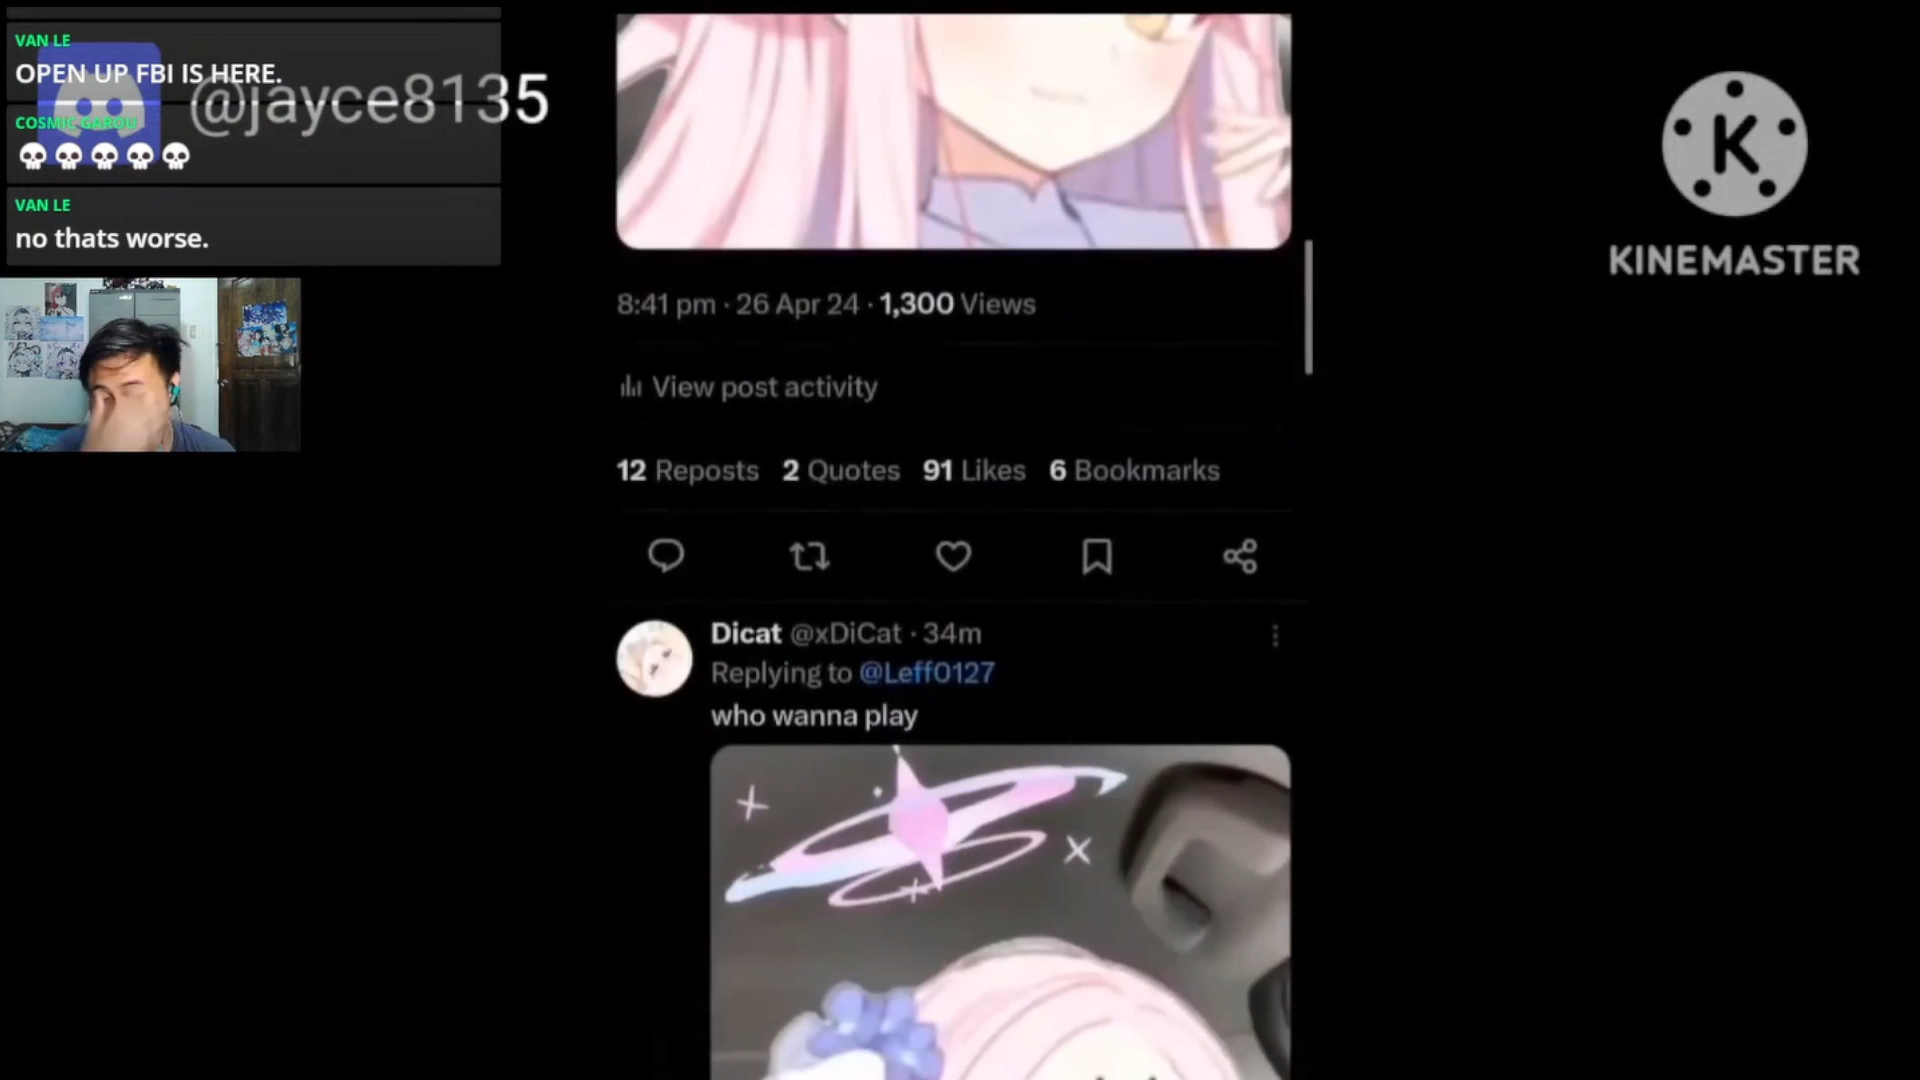 VAN LE
OPEN UP FBI IS HERE.
@jayce8135
COSMIC GAROU
💀💀💀💀💀
VAN LE
no thats worse.
K
KINEMASTER
8:41 pm · 26 Apr 24 · 1,300 Views
View post activity
12 Reposts 2 Quotes 91 Likes 6 Bookmarks
Dicat @xDiCat · 34m
Replying to @Leff0127
who wanna play